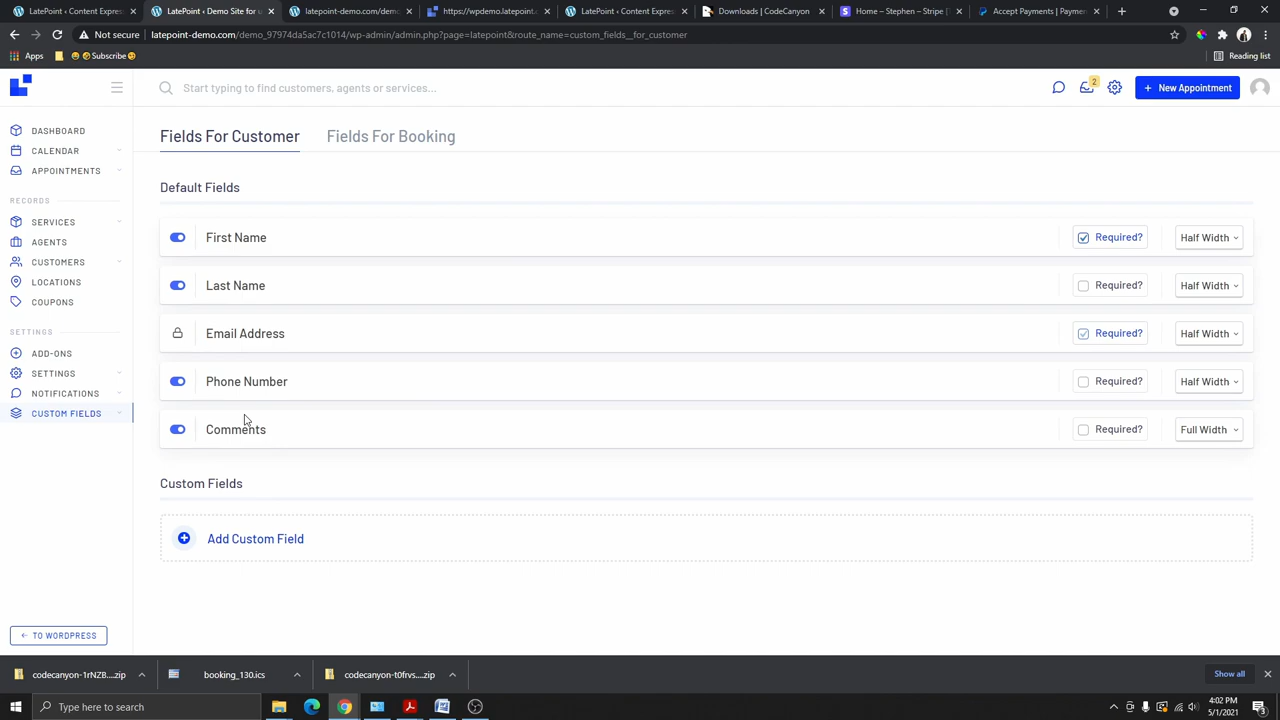 LatePoint ‹ Content Expres
LatePoint ‹ Demo Site for u
latepoint-demo.com/demo_
https://wpdemo.latepoint.c
LatePoint ‹ Content Expres
Downloads | CodeCanyon
Home – Stephen – Stripe [
Accept Payments | Paymen
Not secure
latepoint-demo.com/demo_97974da5ac7c1014/wp-admin/admin.php?page=latepoint&route_name=custom_fields__for_customer
Apps
Subscribe
Reading list
Start typing to find customers, agents or services...
2
+ New Appointment
DASHBOARD
CALENDAR
APPOINTMENTS
RECORDS
SERVICES
AGENTS
CUSTOMERS
LOCATIONS
COUPONS
SETTINGS
ADD-ONS
SETTINGS
NOTIFICATIONS
CUSTOM FIELDS
← TO WORDPRESS
Fields For Customer
Fields For Booking
Default Fields
First Name
Required?
Half Width
Last Name
Required?
Half Width
Email Address
Required?
Half Width
Phone Number
Required?
Half Width
Comments
Required?
Full Width
Custom Fields
Add Custom Field
codecanyon-1rNZB....zip
booking_130.ics
codecanyon-t0frvs....zip
Show all
Type here to search
4:02 PM
5/1/2021
3